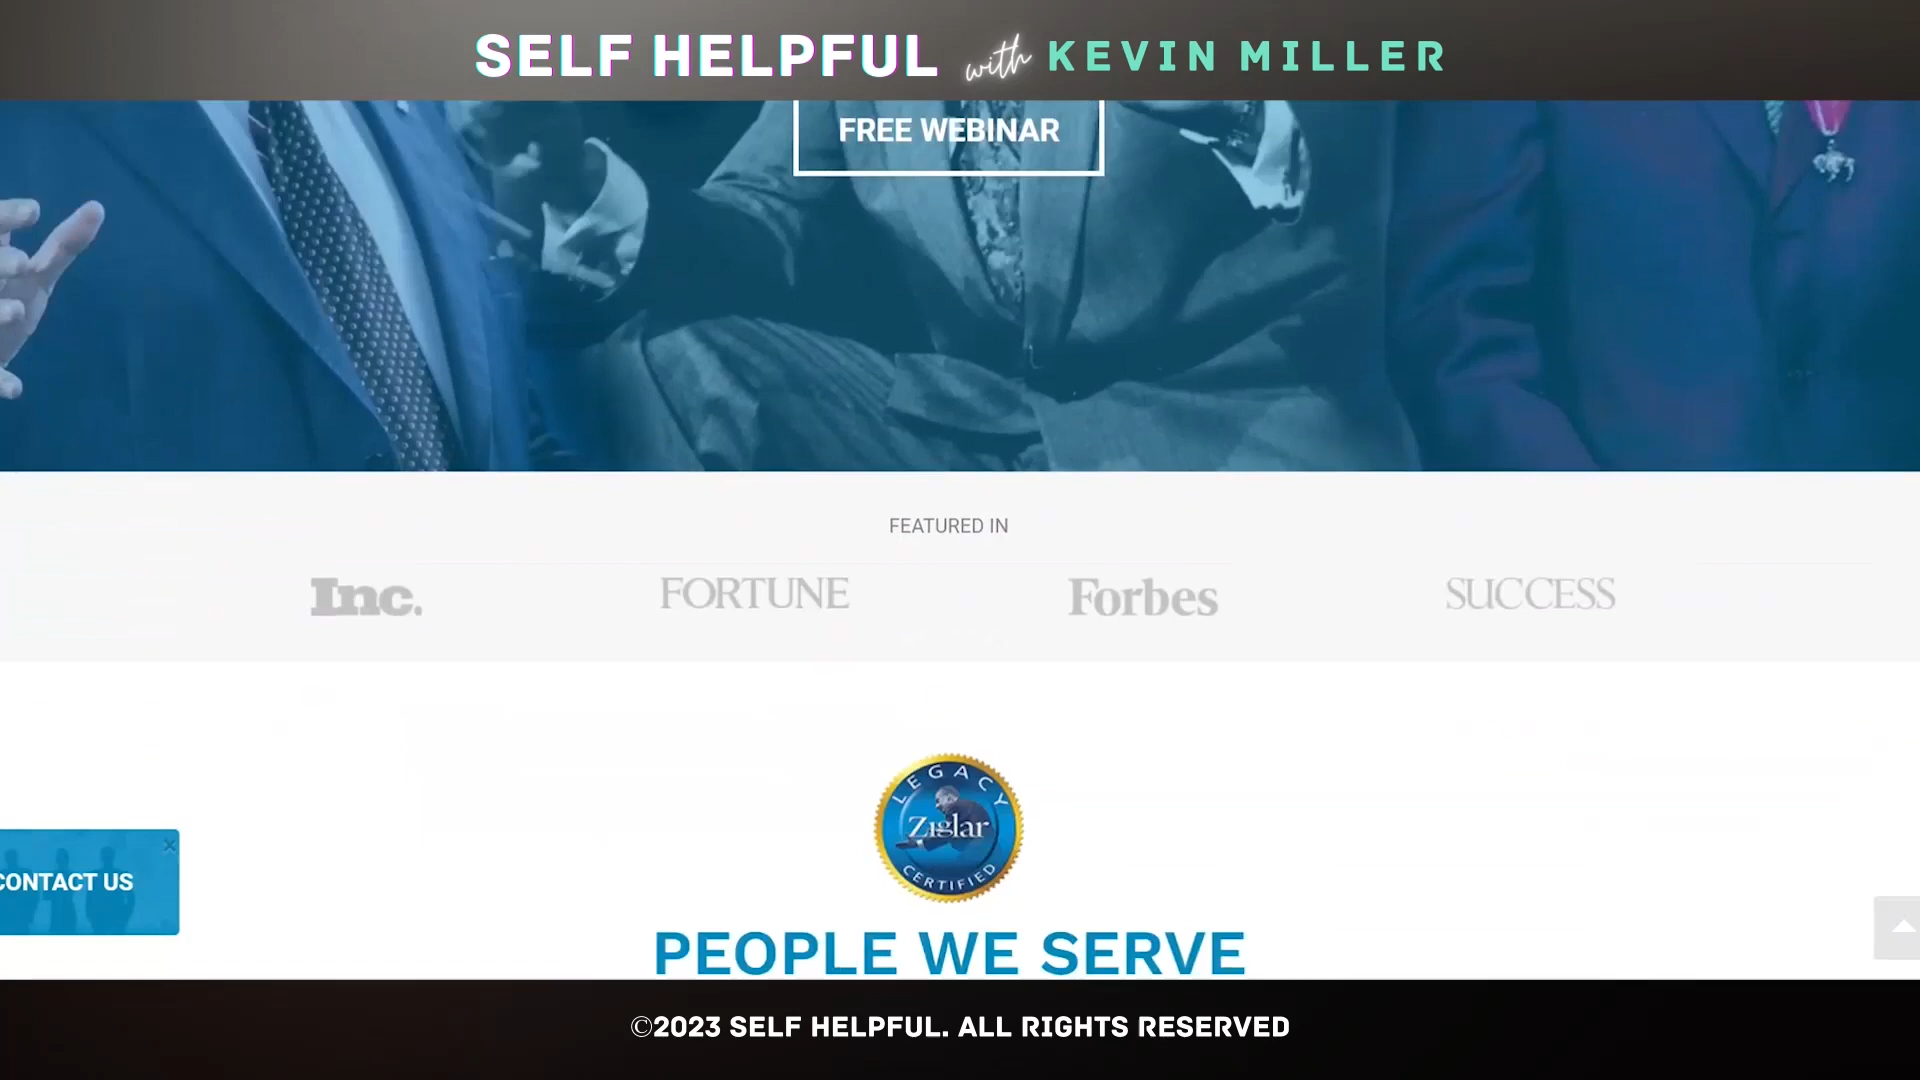 SELF HELPFUL with KEVIN MILLER
FREE WEBINAR
FEATURED IN
Inc. FORTUNE Forbes SUCCESS
LEGACY
Ziglar
CERTIFIED
CONTACT US
PEOPLE WE SERVE
©2023 SELF HELPFUL. ALL RIGHTS RESERVED